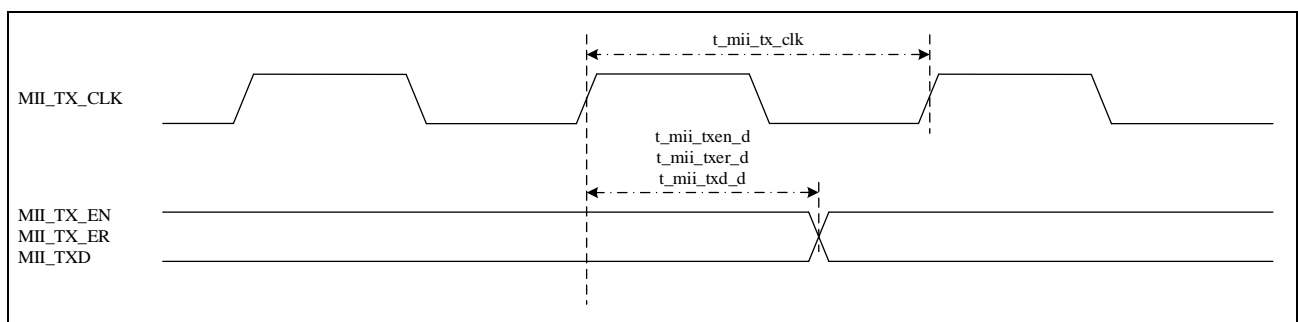 t_mii_tx_clk
MII_TX_CLK
t_mii_txen_d
t_mii_txer_d
t_mii_txd_d
MII_TX_EN
MII_TX_ER
MII_TXD